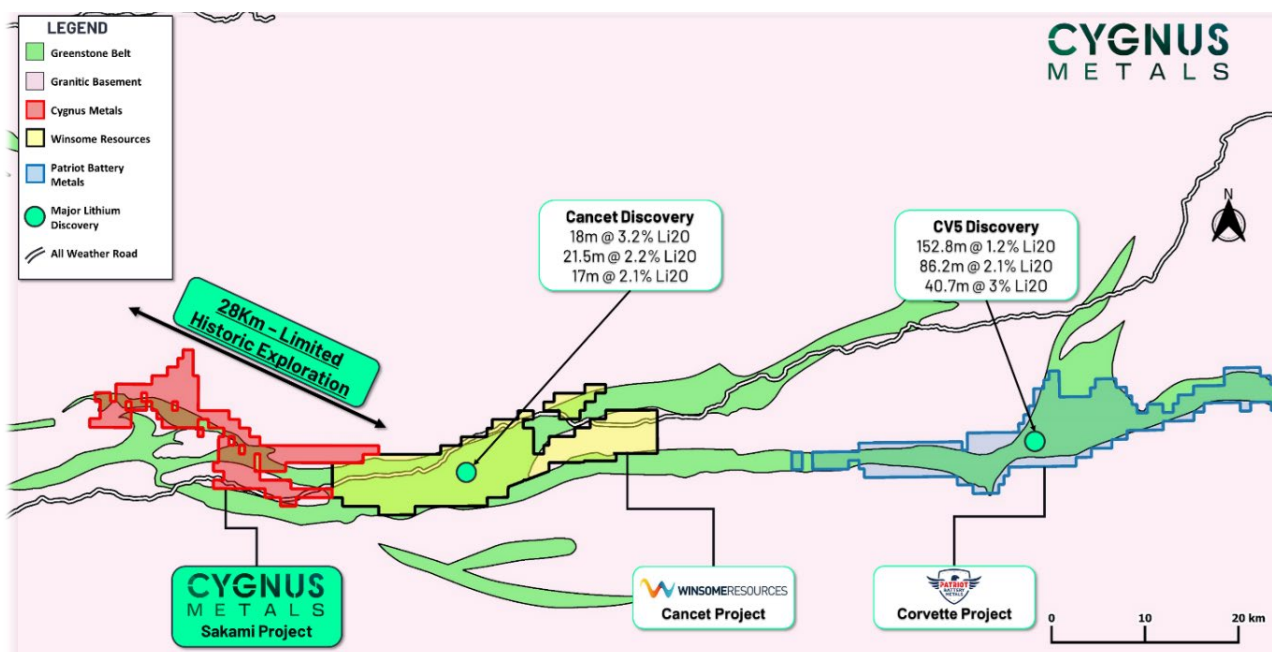 LEGEND
Greenstone Belt
Granitic Basement
Cygnus Metals
Winsome Resources
Patriot Battery
Metals
Major Lithium
Discovery
All Weather Road
CYGNUS
METALS
N
Cancet Discovery
18m @ 3.2% Li2O
21.5m @ 2.2% Li2O
17m @ 2.1% Li2O
CV5 Discovery
152.8m @ 1.2% Li2O
86.2m @ 2.1% Li2O
40.7m @ 3% Li2O
28Km – Limited
Historic Exploration
CYGNUS
METALS
Sakami Project
WINSOMERESOURCES
Cancet Project
PATRIOT
BATTERY
METALS
Corvette Project
0 10 20 km